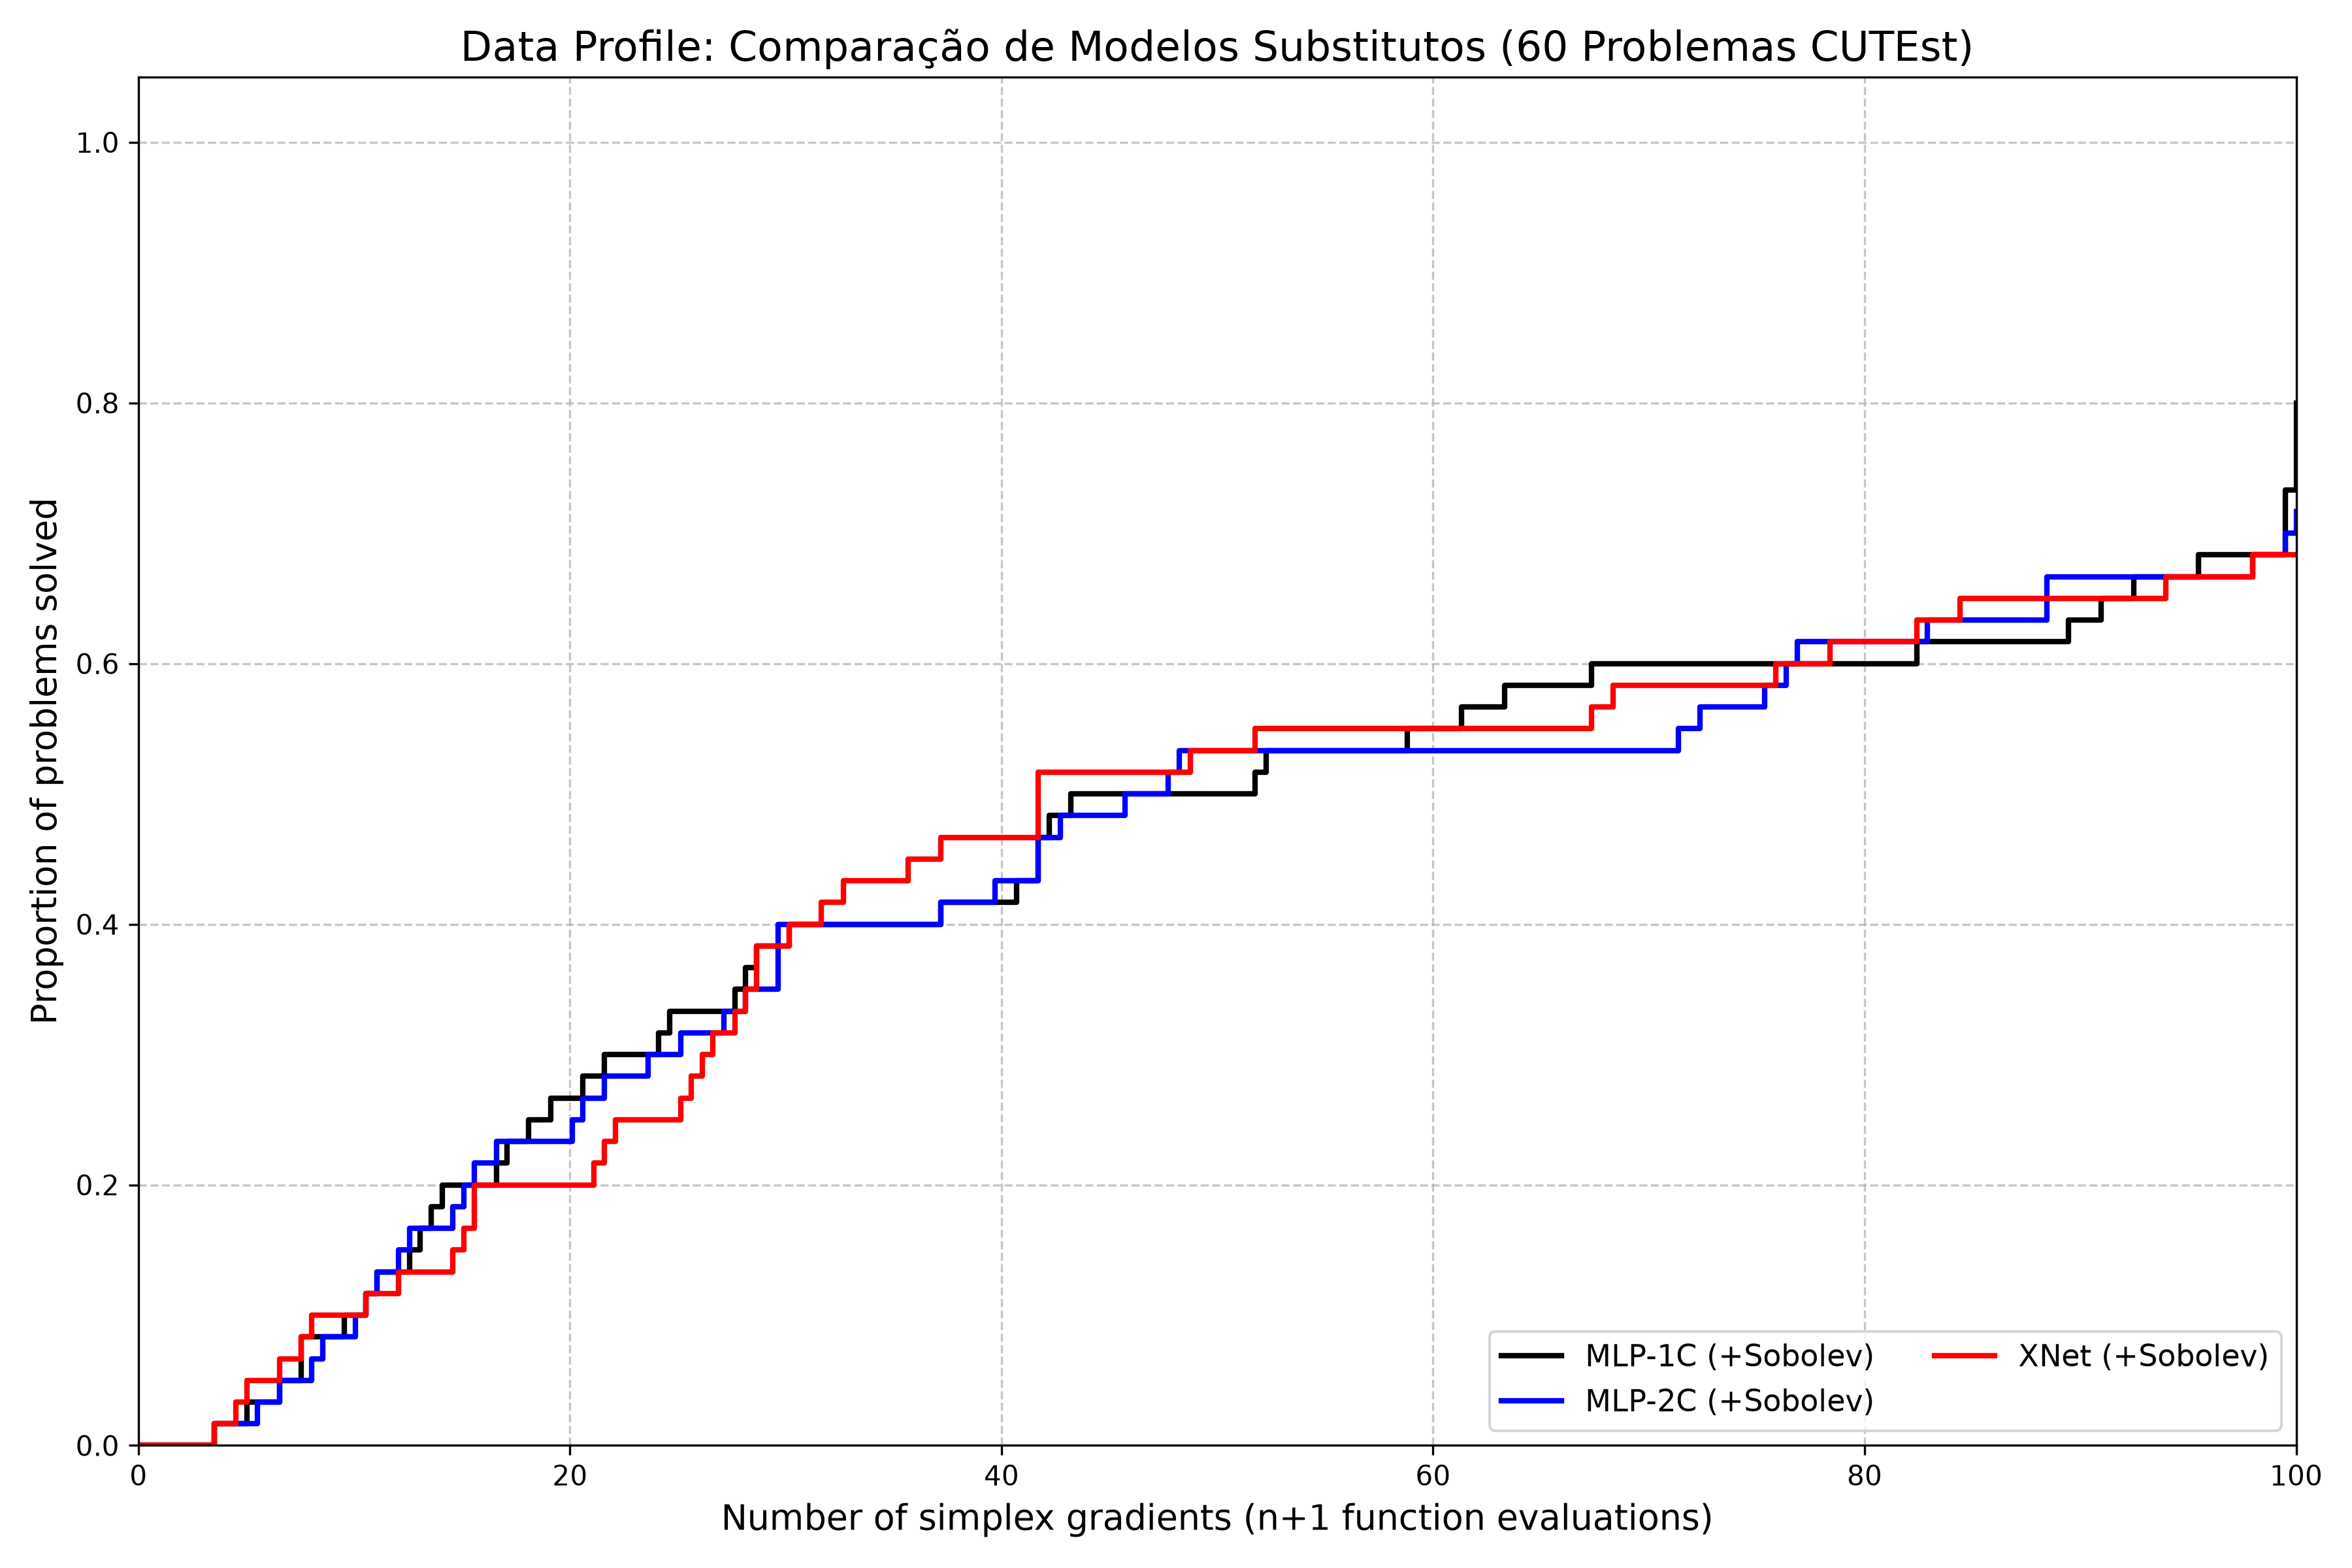 Data Profile: Comparação de Modelos Substitutos (60 Problemas CUTEst)
1.0
0.8
0.6
0.4
0.2
0.0
Proportion of problems solved
0 20 40 60 80 100
Number of simplex gradients (n+1 function evaluations)
MLP-1C (+Sobolev) XNet (+Sobolev)
MLP-2C (+Sobolev)